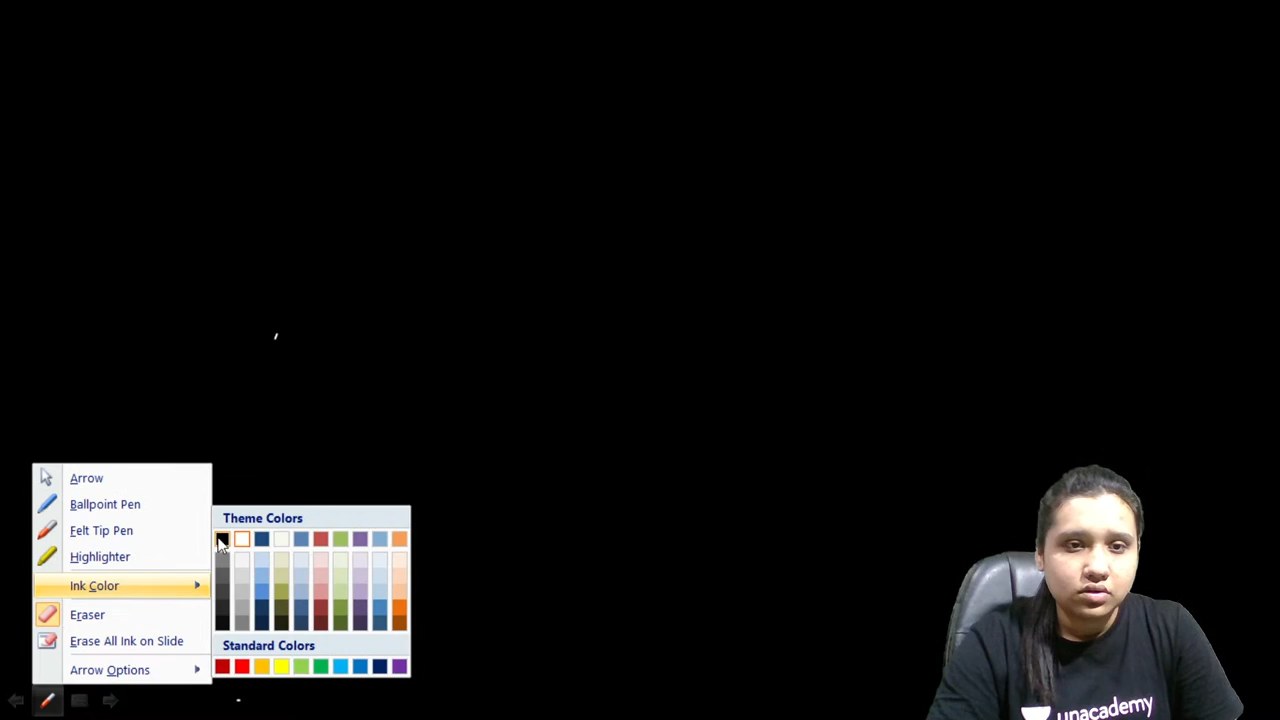 Arrow
Ballpoint Pen
Felt Tip Pen
Highlighter
Ink Color
Eraser
Erase All Ink on Slide
Arrow Options
Theme Colors
Standard Colors
unacademy